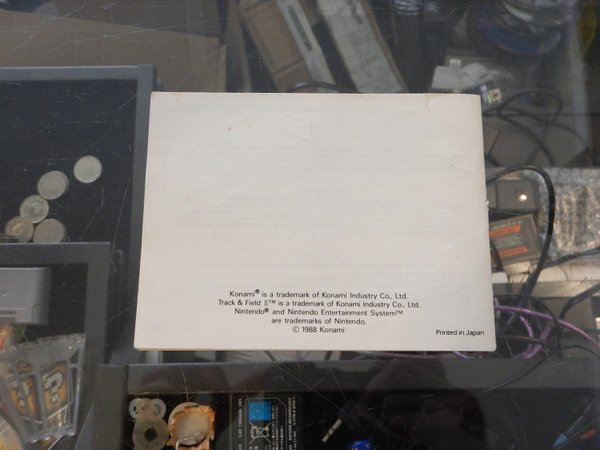 Konami® is a trademark of Konami Industry Co., Ltd.
Track & Field II™ is a trademark of Konami Industry Co., Ltd.
Nintendo® and Nintendo Entertainment System™
are trademarks of Nintendo.
© 1988 Konami
Printed in Japan